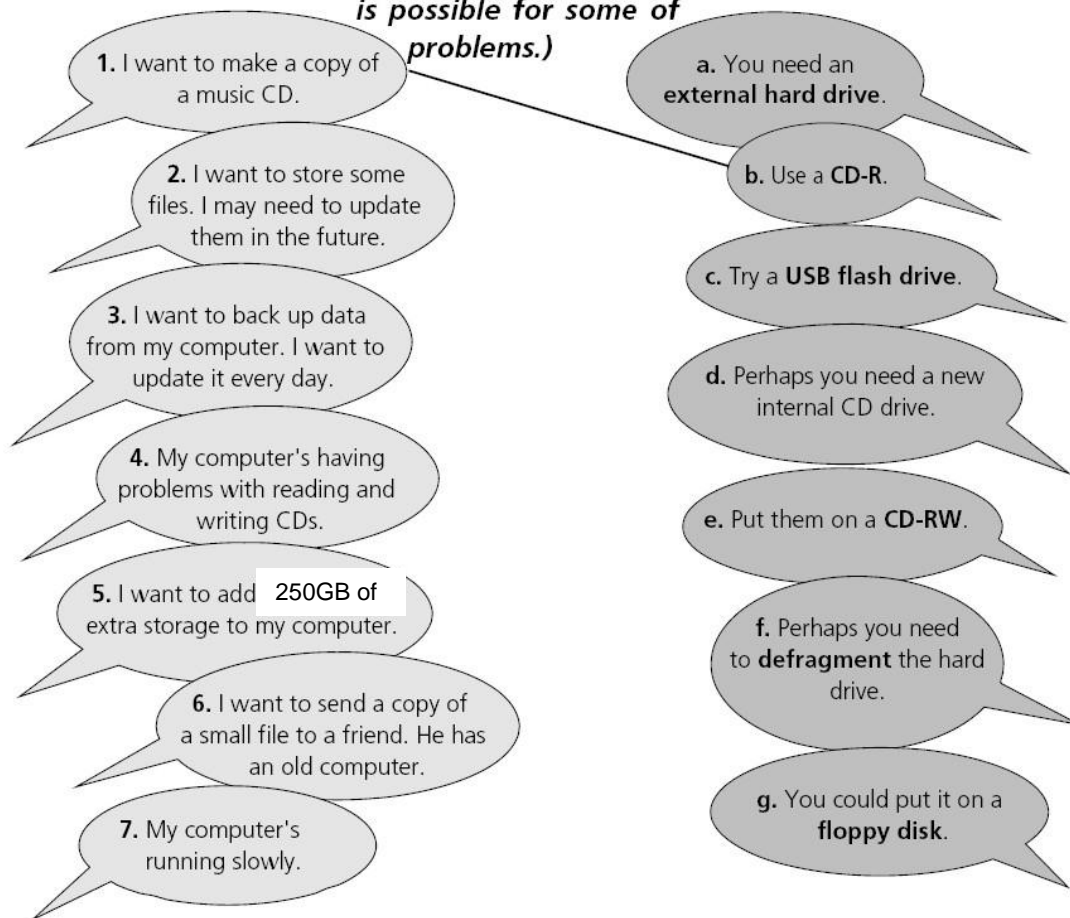 is possible for some of
problems.)
1. I want to make a copy of
a music CD.
2. I want to store some
files. I may need to update
them in the future.
3. I want to back up data
from my computer. I want to
update it every day.
4. My computer's having
problems with reading and
writing CDs.
5. I want to add 250GB of
extra storage to my computer.
6. I want to send a copy of
a small file to a friend. He has
an old computer.
7. My computer's
running slowly.
a. You need an
external hard drive.
b. Use a CD-R.
c. Try a USB flash drive.
d. Perhaps you need a new
internal CD drive.
e. Put them on a CD-RW.
f. Perhaps you need
to defragment the hard
drive.
g. You could put it on a
floppy disk.